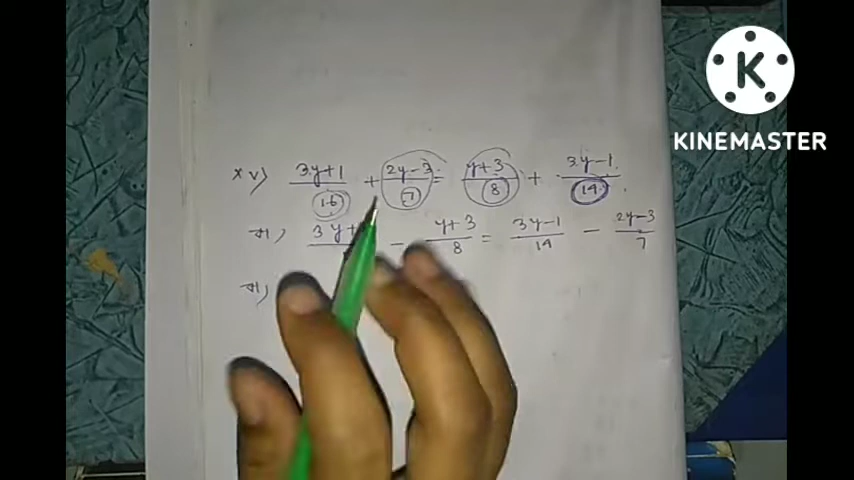 KINEMASTER
xv) (3y+1)/16 + (2y-3)/7 = (y+3)/8 + (3y-1)/14
বা, 3y+ - (y+3)/8 = (3y-1)/14 - (2y-3)/7
বা,